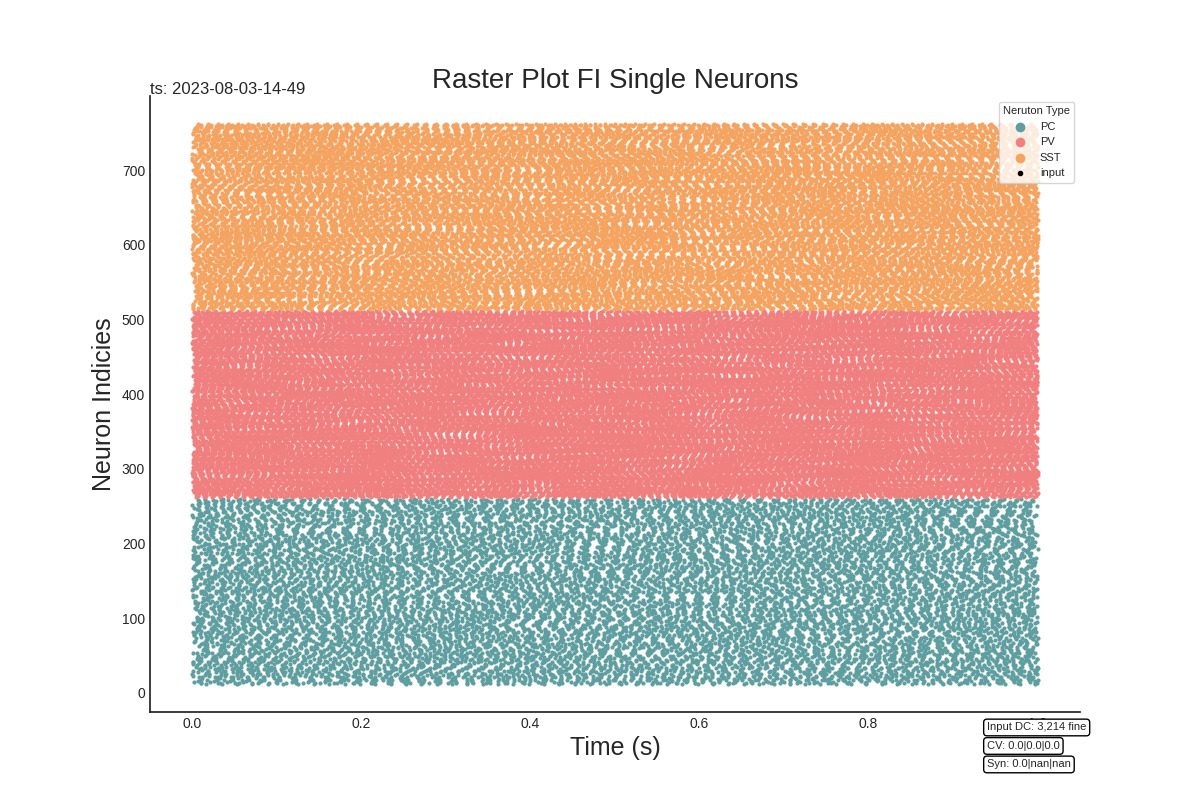 Raster Plot FI Single Neurons
ts: 2023-08-03-14-49
Neruton Type
PC
PV
SST
input
Neuron Indicies
700
600
500
400
300
200
100
0
0.0 0.2 0.4 0.6 0.8
Time (s)
Input DC: 3,214 fine
CV: 0.0|0.0|0.0
Syn: 0.0|nan|nan